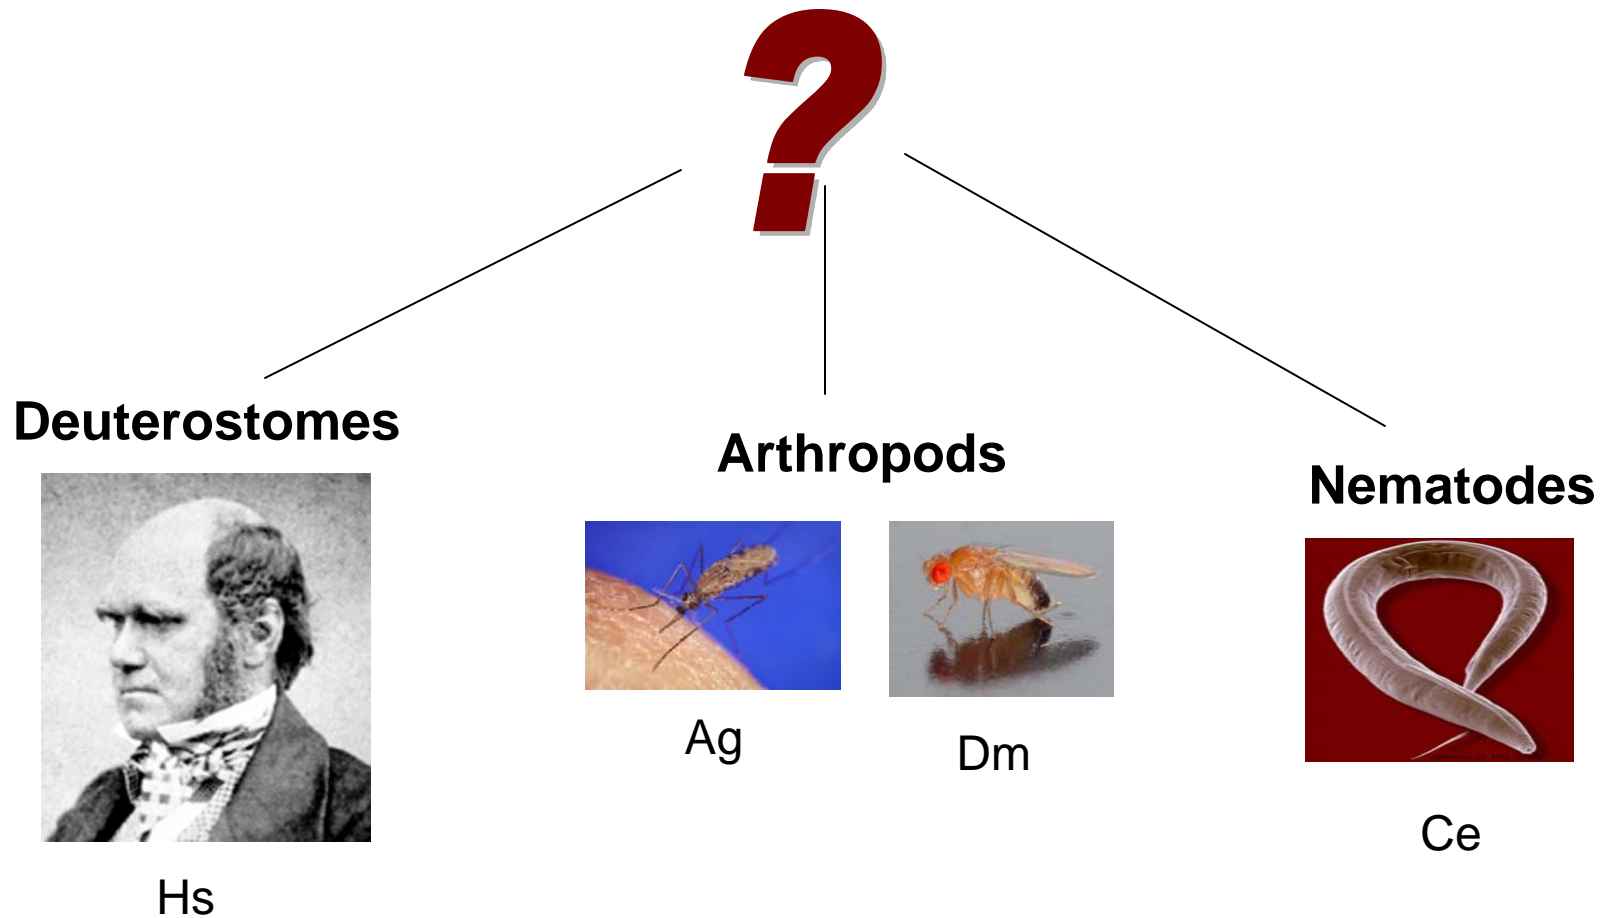 ?
Deuterostomes
Arthropods
Nematodes
Ag
Dm
Ce
Hs